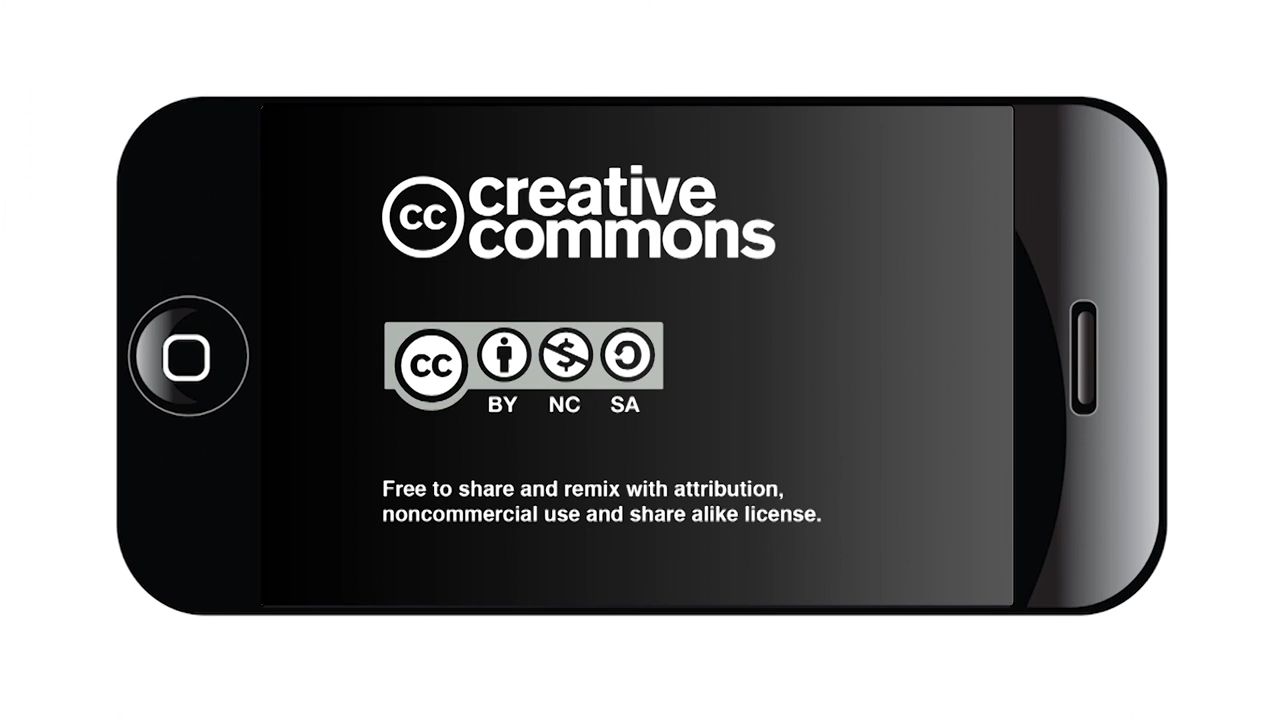 cc creative
commons
cc
BY NC SA
Free to share and remix with attribution,
noncommercial use and share alike license.